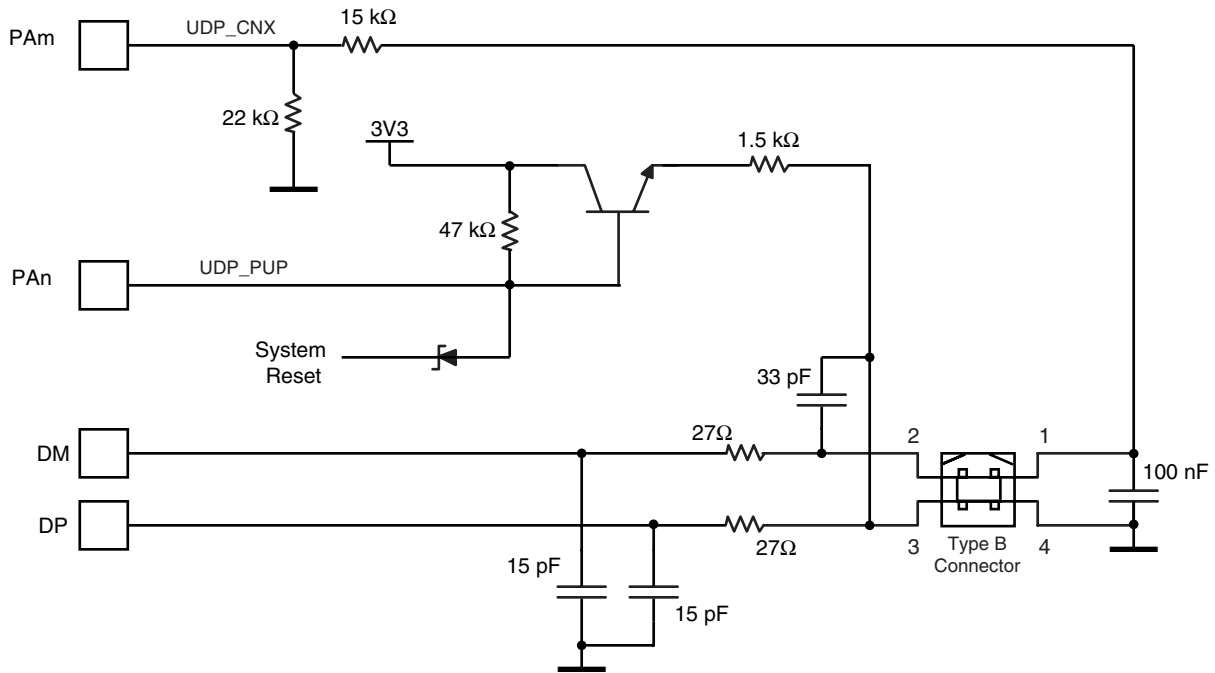 15 kΩ
PAm
UDP_CNX
22 kΩ
3V3
1.5 kΩ
47 kΩ
PAn
UDP_PUP
System
Reset
33 pF
DM
27Ω
2
1
100 nF
DP
27Ω
3
4
Type B
Connector
15 pF
15 pF